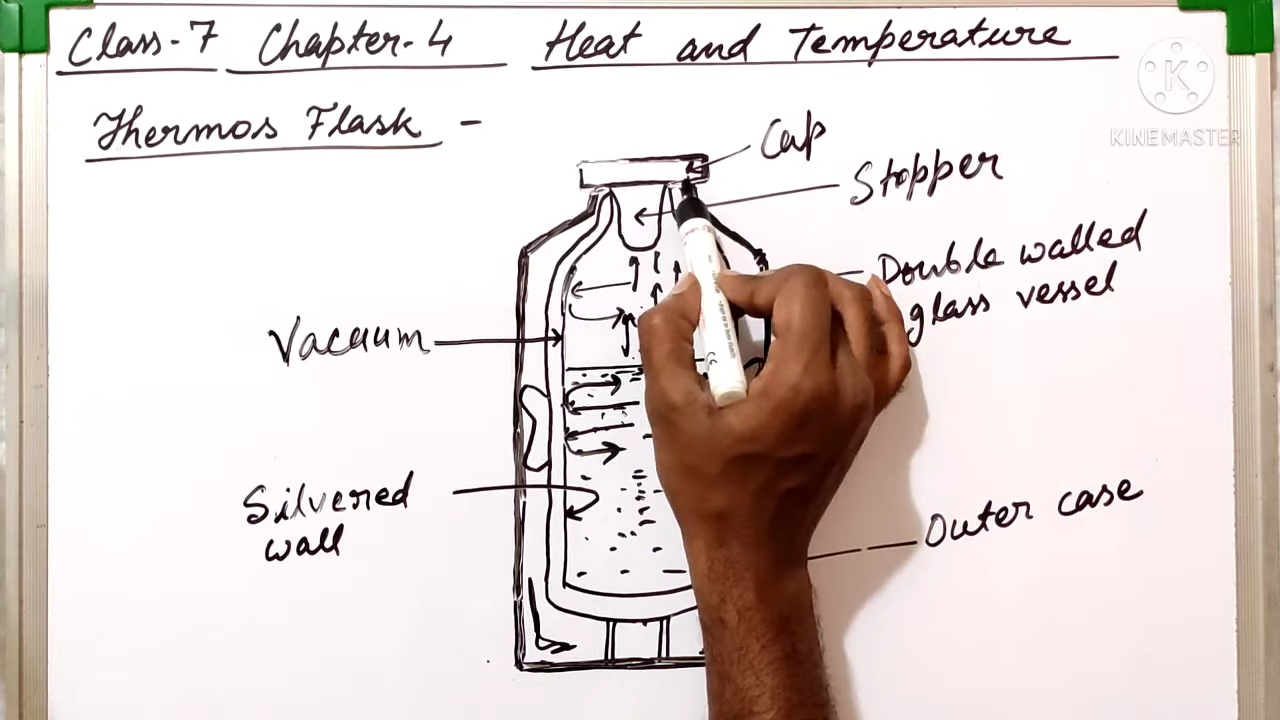 Class-7 Chapter-4 Heat and Temperature
Thermos Flask -
K
KINEMASTER
Cap
Stopper
Double walled
glass vessel
Vacuum
Silvered
wall
Outer case